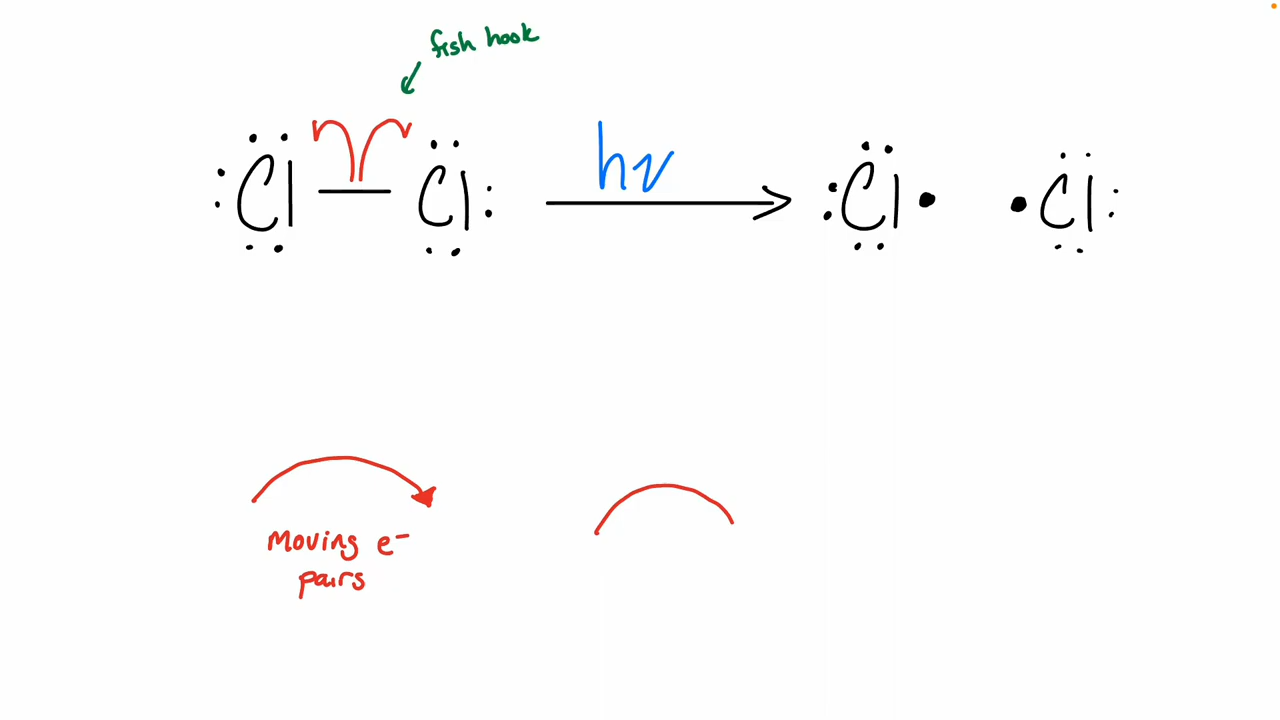 fish hook
Cl — Cl hν Cl • • Cl
Moving e⁻
pairs